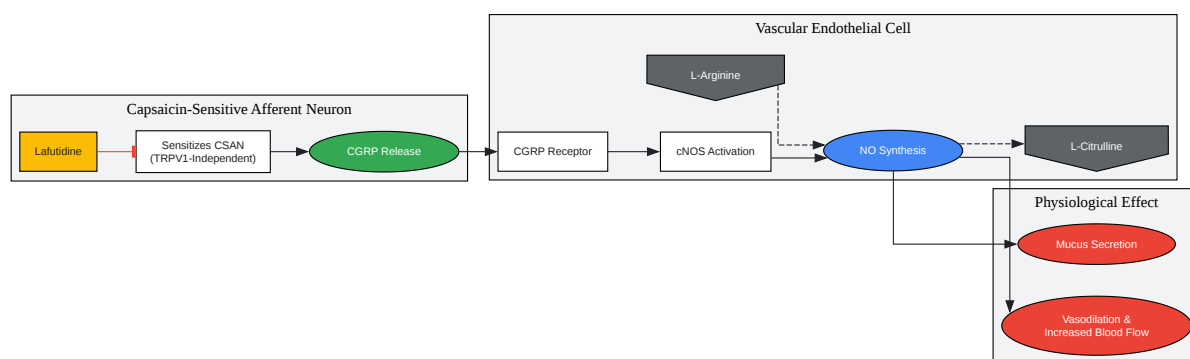 Vascular Endothelial Cell
L-Arginine
Capsaicin-Sensitive Afferent Neuron
Lafutidine
Sensitizes CSAN
(TRPV1-Independent)
CGRP Release
CGRP Receptor
cNOS Activation
NO Synthesis
L-Citrulline
Physiological Effect
Mucus Secretion
Vasodilation &
Increased Blood Flow